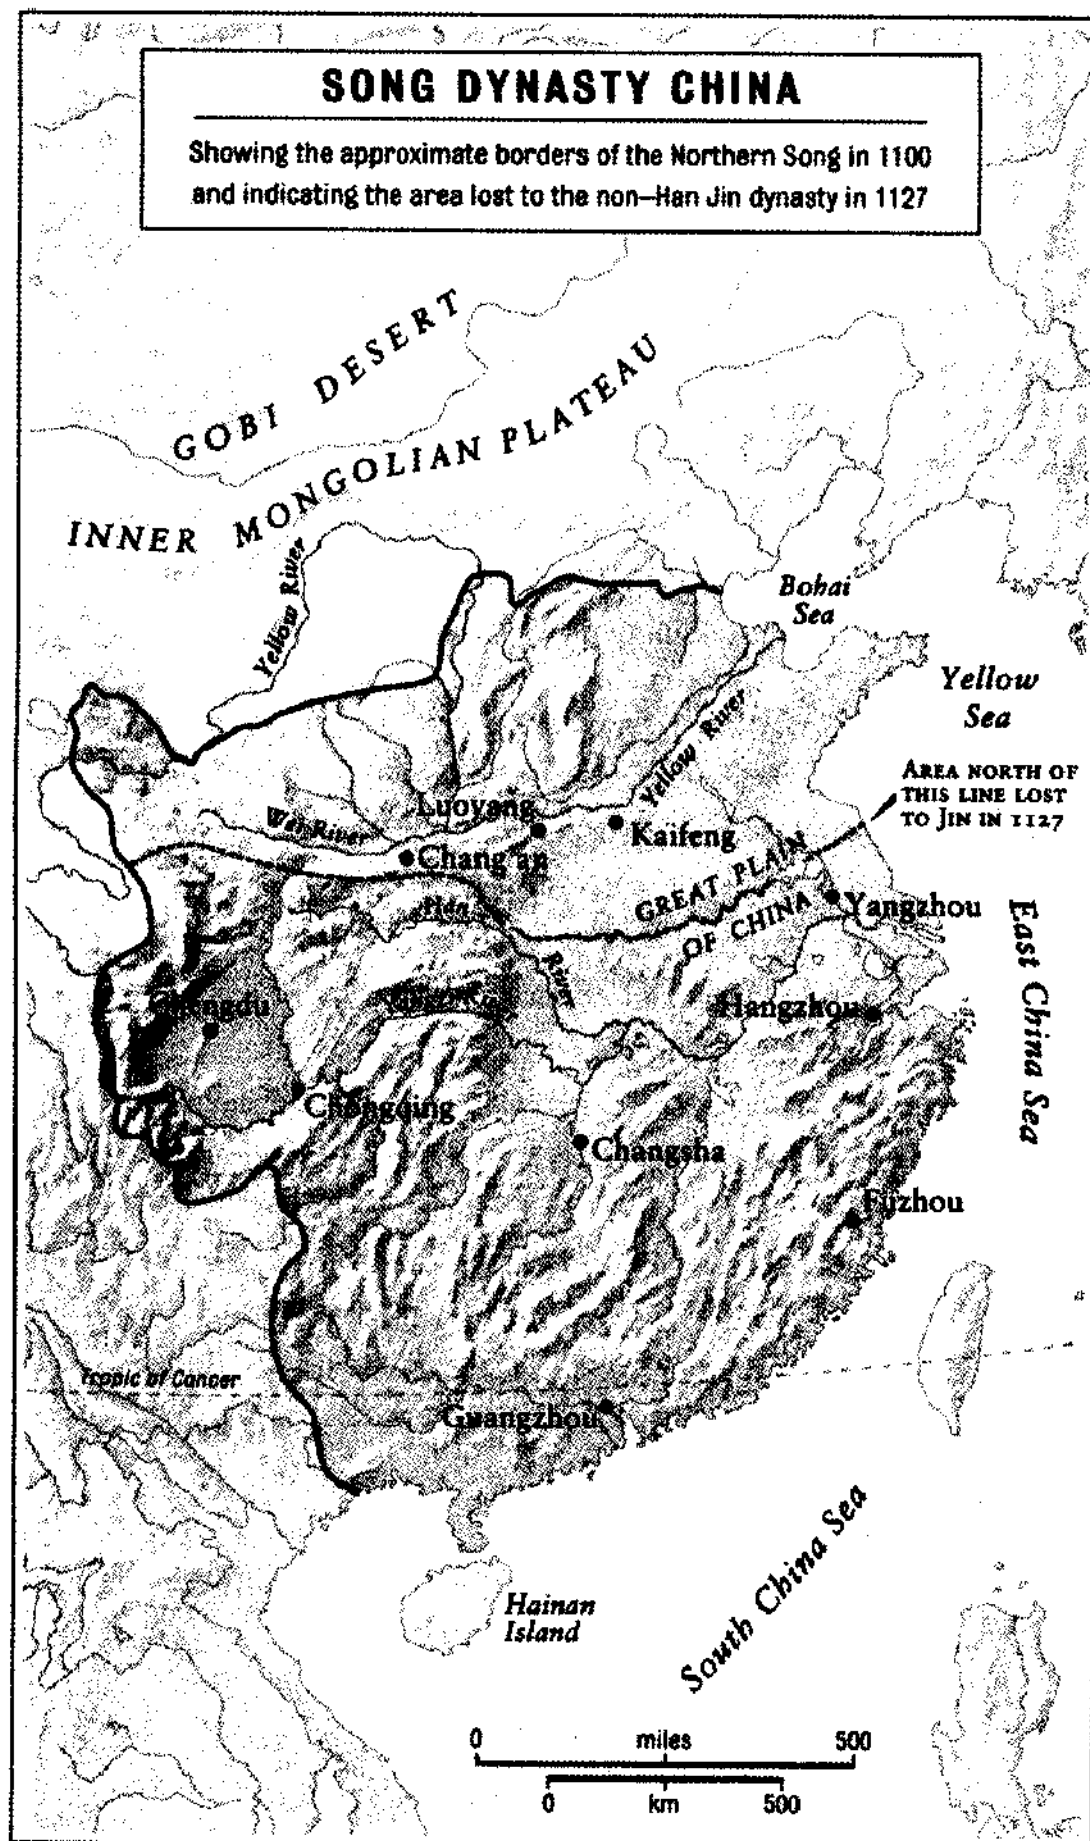 SONG DYNASTY CHINA
Showing the approximate borders of the Northern Song in 1100
and indicating the area lost to the non–Han Jin dynasty in 1127
GOBI DESERT
INNER MONGOLIAN PLATEAU
Yellow River
Bohai
Sea
Yellow
Sea
Yellow River
AREA NORTH OF
THIS LINE LOST
TO JIN IN 1127
Wei River
Luoyang
Kaifeng
Chang'an
GREAT PLAIN
OF CHINA
Han
River
Yangzhou
East China Sea
Chengdu
Hangzhou
Chongqing
Changsha
Fuzhou
Tropic of Cancer
Guangzhou
Hainan
Island
South China Sea
0 miles 500
0 km 500